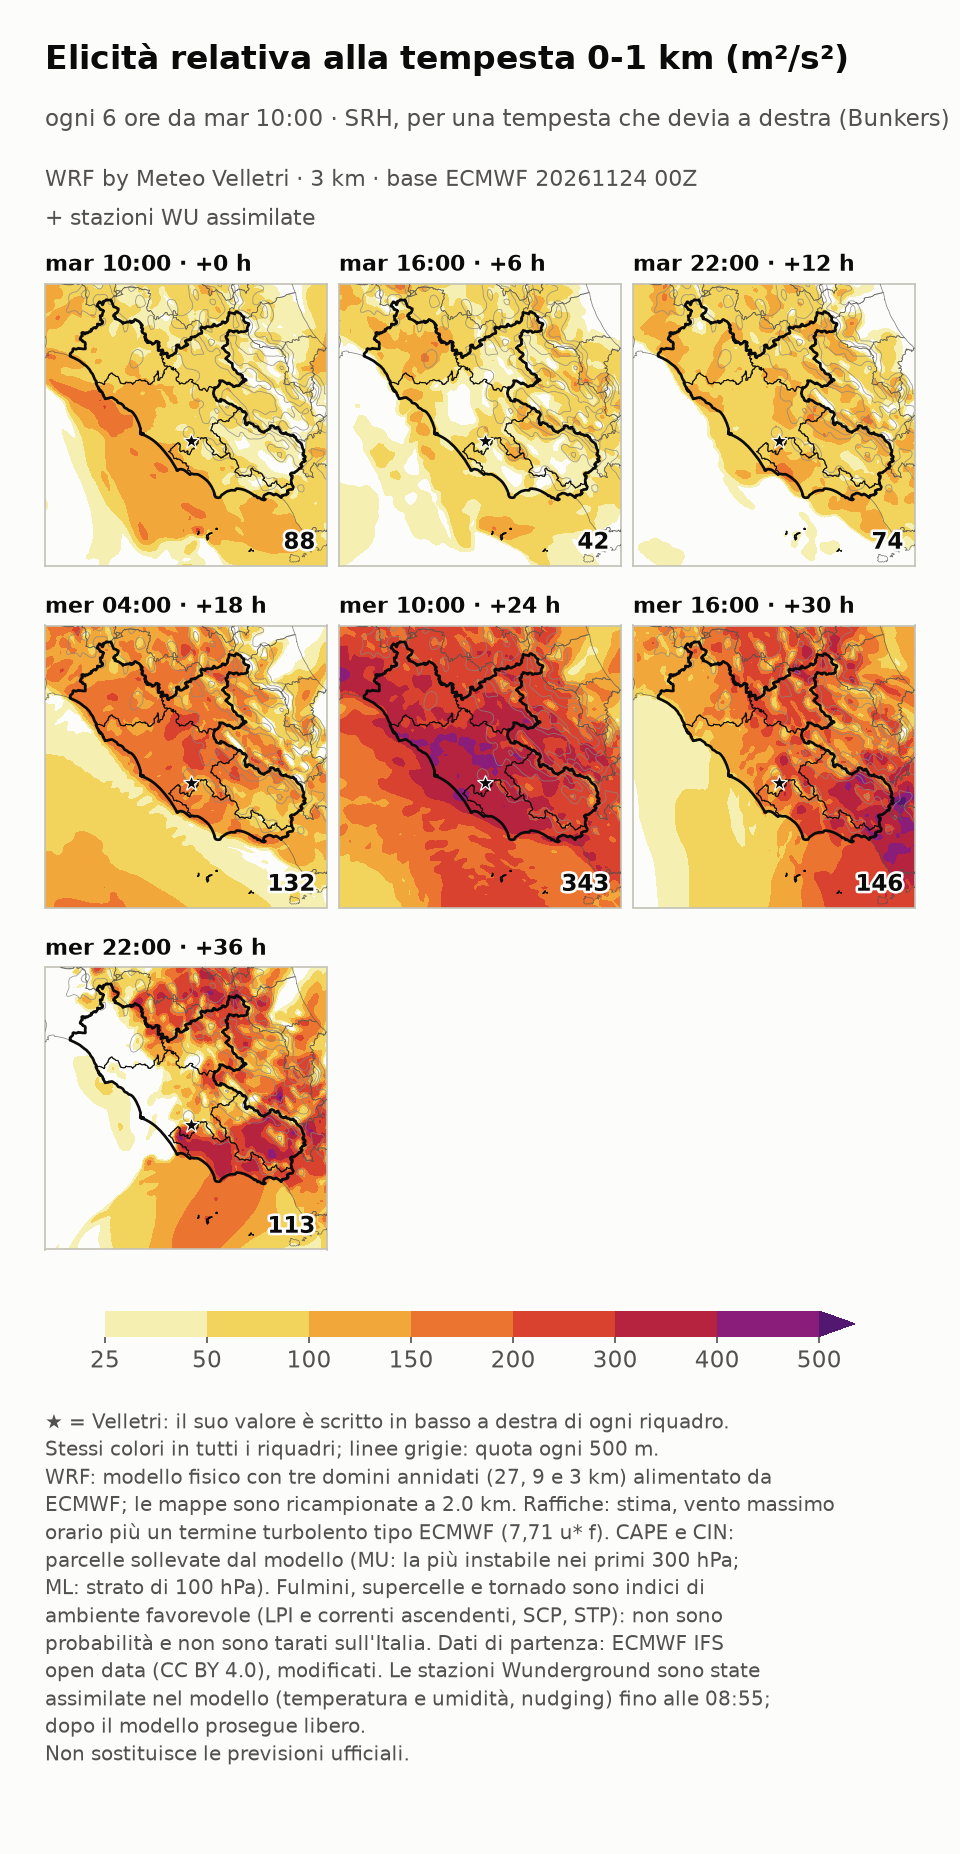 Elicità relativa alla tempesta 0-1 km (m²/s²)
ogni 6 ore da mar 10:00 · SRH, per una tempesta che devia a destra (Bunkers)
WRF by Meteo Velletri · 3 km · base ECMWF 20261124 00Z
+ stazioni WU assimilate
mar 10:00 · +0 h
mar 16:00 · +6 h
mar 22:00 · +12 h
88
42
74
mer 04:00 · +18 h
mer 10:00 · +24 h
mer 16:00 · +30 h
132
343
146
mer 22:00 · +36 h
113
25 50 100 150 200 300 400 500
★ = Velletri: il suo valore è scritto in basso a destra di ogni riquadro.
Stessi colori in tutti i riquadri; linee grigie: quota ogni 500 m.
WRF: modello fisico con tre domini annidati (27, 9 e 3 km) alimentato da
ECMWF; le mappe sono ricampionate a 2.0 km. Raffiche: stima, vento massimo
orario più un termine turbolento tipo ECMWF (7,71 u* f). CAPE e CIN:
parcelle sollevate dal modello (MU: la più instabile nei primi 300 hPa;
ML: strato di 100 hPa). Fulmini, supercelle e tornado sono indici di
ambiente favorevole (LPI e correnti ascendenti, SCP, STP): non sono
probabilità e non sono tarati sull'Italia. Dati di partenza: ECMWF IFS
open data (CC BY 4.0), modificati. Le stazioni Wunderground sono state
assimilate nel modello (temperatura e umidità, nudging) fino alle 08:55;
dopo il modello prosegue libero.
Non sostituisce le previsioni ufficiali.